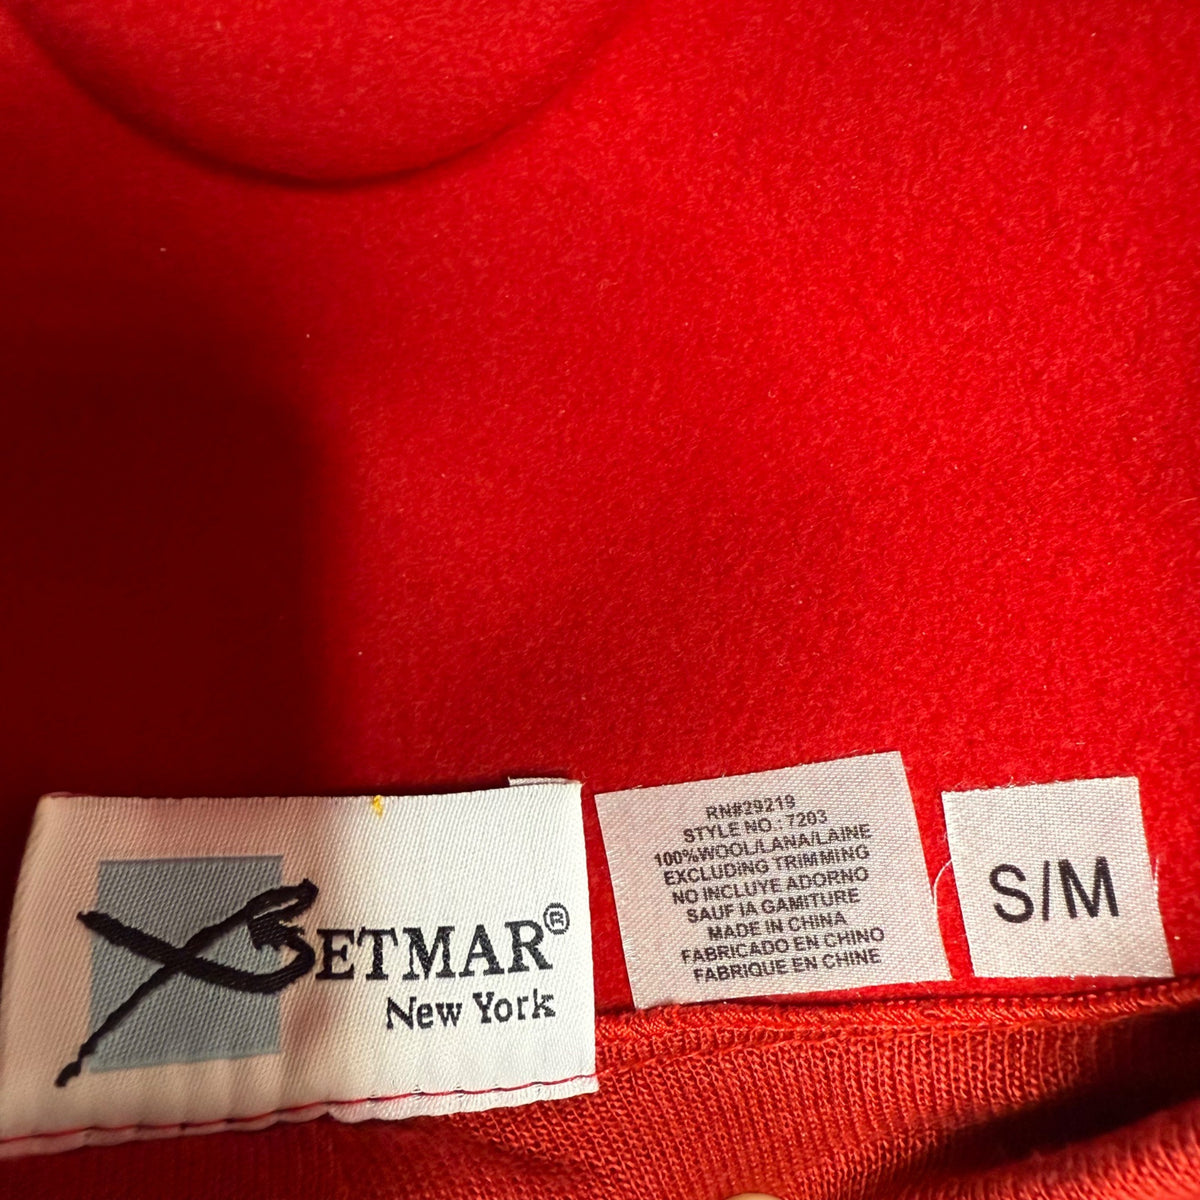 BETMAR®
New York
RN#29219
STYLE NO.: 7203
100%WOOL/LANA/LAINE
EXCLUDING TRIMMING
NO INCLUYE ADORNO
SAUF IA GAMITURE
MADE IN CHINA
FABRICADO EN CHINO
FABRIQUE EN CHINE
S/M